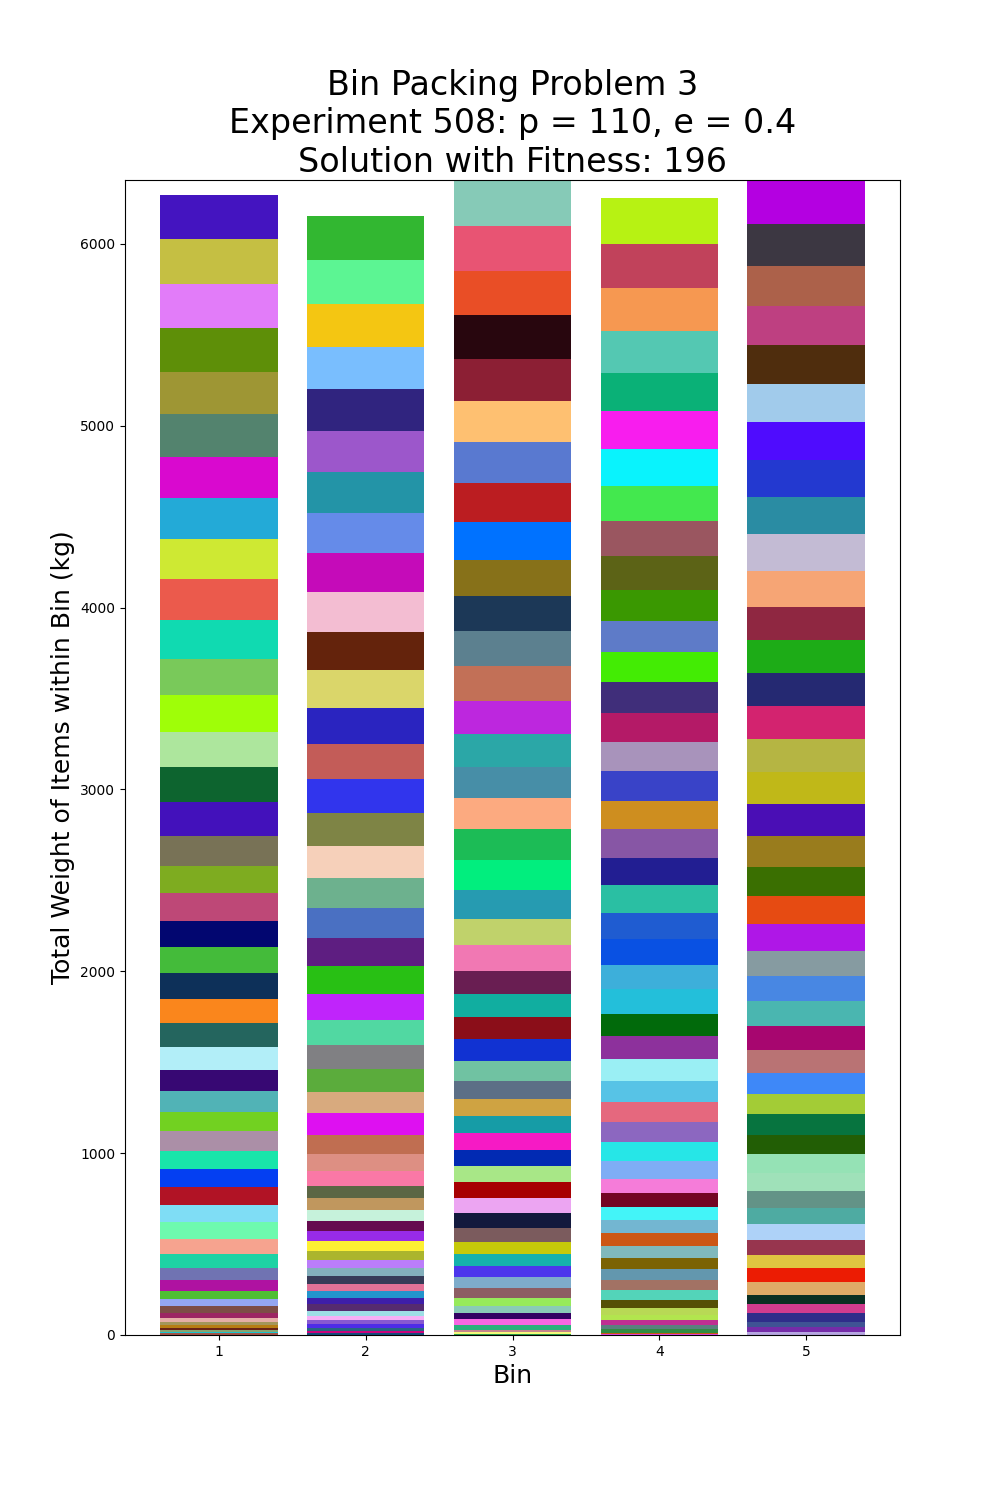 Bin Packing Problem 3
Experiment 508: p = 110, e = 0.4
Solution with Fitness: 196
Total Weight of Items within Bin (kg)
6000
5000
4000
3000
2000
1000
0
1 2 3 4 5
Bin